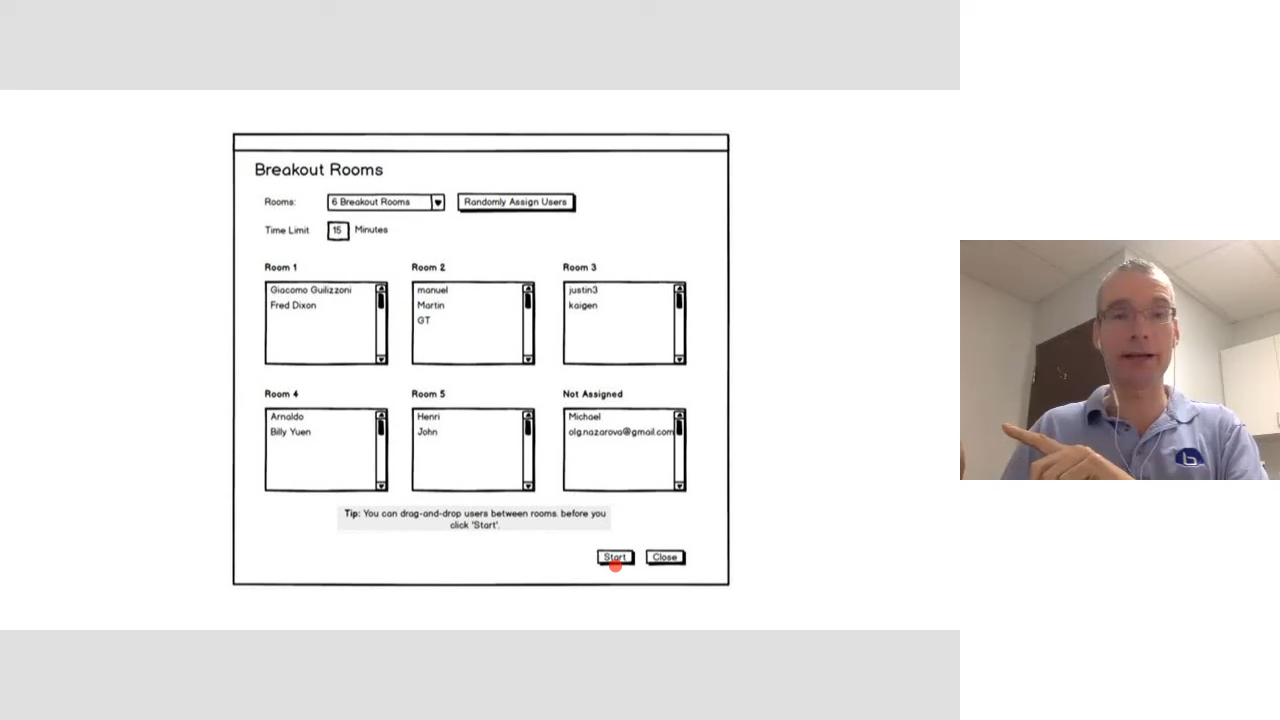 Breakout Rooms
Rooms: 6 Breakout Rooms Randomly Assign Users
Time Limit 15 Minutes
Room 1 Room 2 Room 3
Giacomo Guilizzoni manuel justin3
Fred Dixon Martin kaigen
GT
Room 4 Room 5 Not Assigned
Arnaldo Henri Michael
Billy Yuen John olg.nazarova@gmail.com
Tip: You can drag-and-drop users between rooms. before you
click 'Start'.
Start Close
b